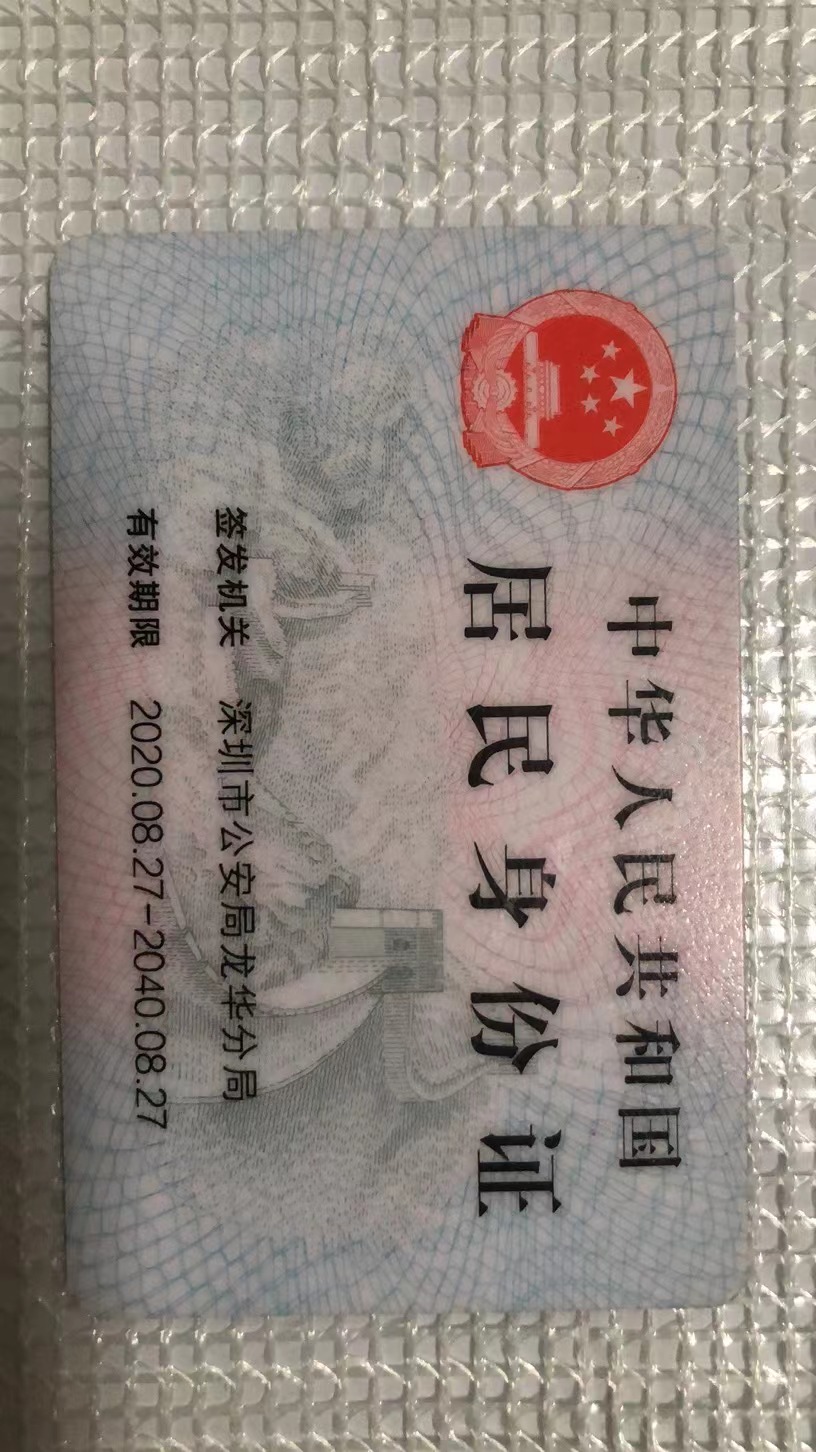 中华人民共和国
居民身份证
签发机关 深圳市公安局龙华分局
有效期限 2020.08.27-2040.08.27